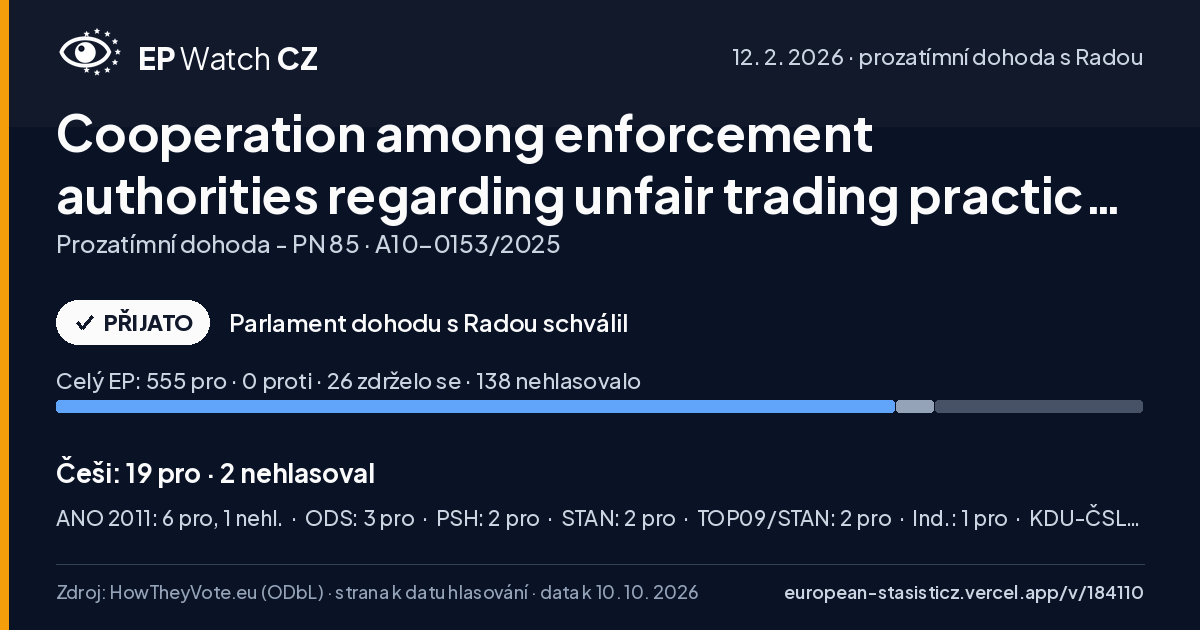 EP Watch CZ
12. 2. 2026 · prozatímní dohoda s Radou
Cooperation among enforcement
authorities regarding unfair trading practic…
Prozatímní dohoda – PN 85 · A10-0153/2025
✓ PŘIJATO
Parlament dohodu s Radou schválil
Celý EP: 555 pro · 0 proti · 26 zdrželo se · 138 nehlasovalo
Češi: 19 pro · 2 nehlasoval
ANO 2011: 6 pro, 1 nehl. · ODS: 3 pro · PSH: 2 pro · STAN: 2 pro · TOP09/STAN: 2 pro · Ind.: 1 pro · KDU-ČSL…
Zdroj: HowTheyVote.eu (ODbL) · strana k datu hlasování · data k 10. 10. 2026
european-stasisticz.vercel.app/v/184110